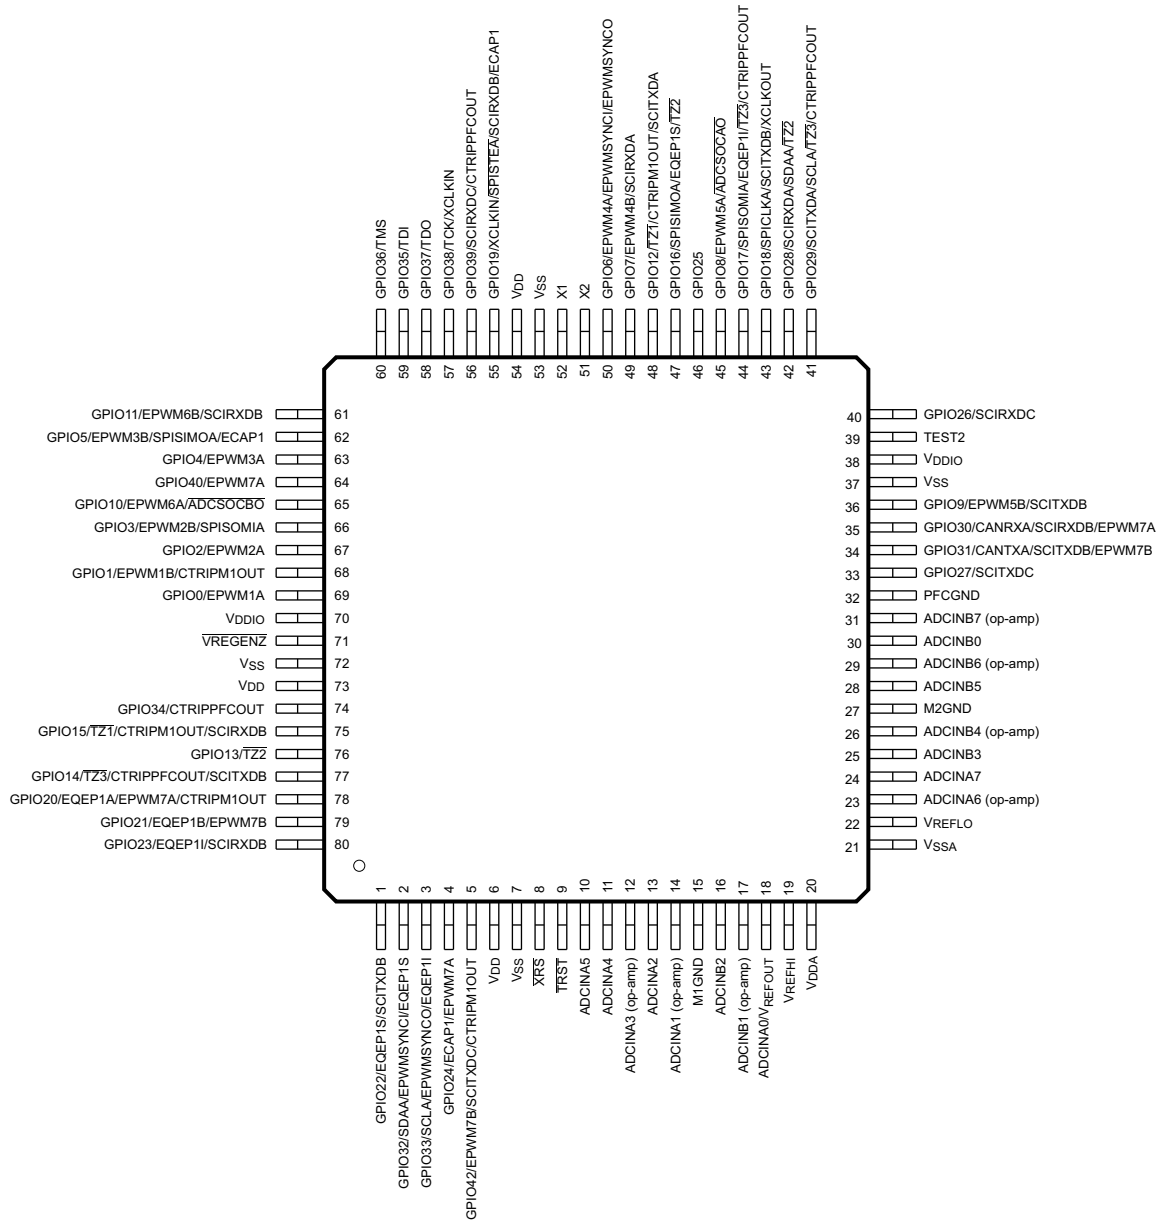 GPIO36/TMS
GPIO35/TDI
GPIO37/TDO
GPIO38/TCK/XCLKIN
GPIO39/SCIRXDC/CTRIPPFCOUT
GPIO19/XCLKIN/SPISTEA/SCIRXDB/ECAP1
VDD
VSS
X1
X2
GPIO6/EPWM4A/EPWMSYNCI/EPWMSYNCO
GPIO7/EPWM4B/SCIRXDA
GPIO12/TZ1/CTRIPM1OUT/SCITXDA
GPIO16/SPISIMOA/EQEP1S/TZ2
GPIO25
GPIO8/EPWM5A/ADCSOCAO
GPIO17/SPISOMIA/EQEP1I/TZ3/CTRIPPFCOUT
GPIO18/SPICLKA/SCITXDB/XCLKOUT
GPIO28/SCIRXDA/SDAA/TZ2
GPIO29/SCITXDA/SCLA/TZ3/CTRIPPFCOUT
60
59
58
57
56
55
54
53
52
51
50
49
48
47
46
45
44
43
42
41
GPIO11/EPWM6B/SCIRXDB 61
GPIO5/EPWM3B/SPISIMOA/ECAP1 62
GPIO4/EPWM3A 63
GPIO40/EPWM7A 64
GPIO10/EPWM6A/ADCSOCBO 65
GPIO3/EPWM2B/SPISOMIA 66
GPIO2/EPWM2A 67
GPIO1/EPWM1B/CTRIPM1OUT 68
GPIO0/EPWM1A 69
VDDIO 70
VREGENZ 71
VSS 72
VDD 73
GPIO34/CTRIPPFCOUT 74
GPIO15/TZ1/CTRIPM1OUT/SCIRXDB 75
GPIO13/TZ2 76
GPIO14/TZ3/CTRIPPFCOUT/SCITXDB 77
GPIO20/EQEP1A/EPWM7A/CTRIPM1OUT 78
GPIO21/EQEP1B/EPWM7B 79
GPIO23/EQEP1I/SCIRXDB 80
40 GPIO26/SCIRXDC
39 TEST2
38 VDDIO
37 VSS
36 GPIO9/EPWM5B/SCITXDB
35 GPIO30/CANRXA/SCIRXDB/EPWM7A
34 GPIO31/CANTXA/SCITXDB/EPWM7B
33 GPIO27/SCITXDC
32 PFCGND
31 ADCINB7 (op-amp)
30 ADCINB0
29 ADCINB6 (op-amp)
28 ADCINB5
27 M2GND
26 ADCINB4 (op-amp)
25 ADCINB3
24 ADCINA7
23 ADCINA6 (op-amp)
22 VREFLO
21 VSSA
1
2
3
4
5
6
7
8
9
10
11
12
13
14
15
16
17
18
19
20
GPIO22/EQEP1S/SCITXDB
GPIO32/SDAA/EPWMSYNCI/EQEP1S
GPIO33/SCLA/EPWMSYNCO/EQEP1I
GPIO24/ECAP1/EPWM7A
GPIO42/EPWM7B/SCITXDC/CTRIPM1OUT
VDD
VSS
XRS
TRST
ADCINA5
ADCINA4
ADCINA3 (op-amp)
ADCINA2
ADCINA1 (op-amp)
M1GND
ADCINB2
ADCINB1 (op-amp)
ADCINA0/VREFOUT
VREFHI
VDDA